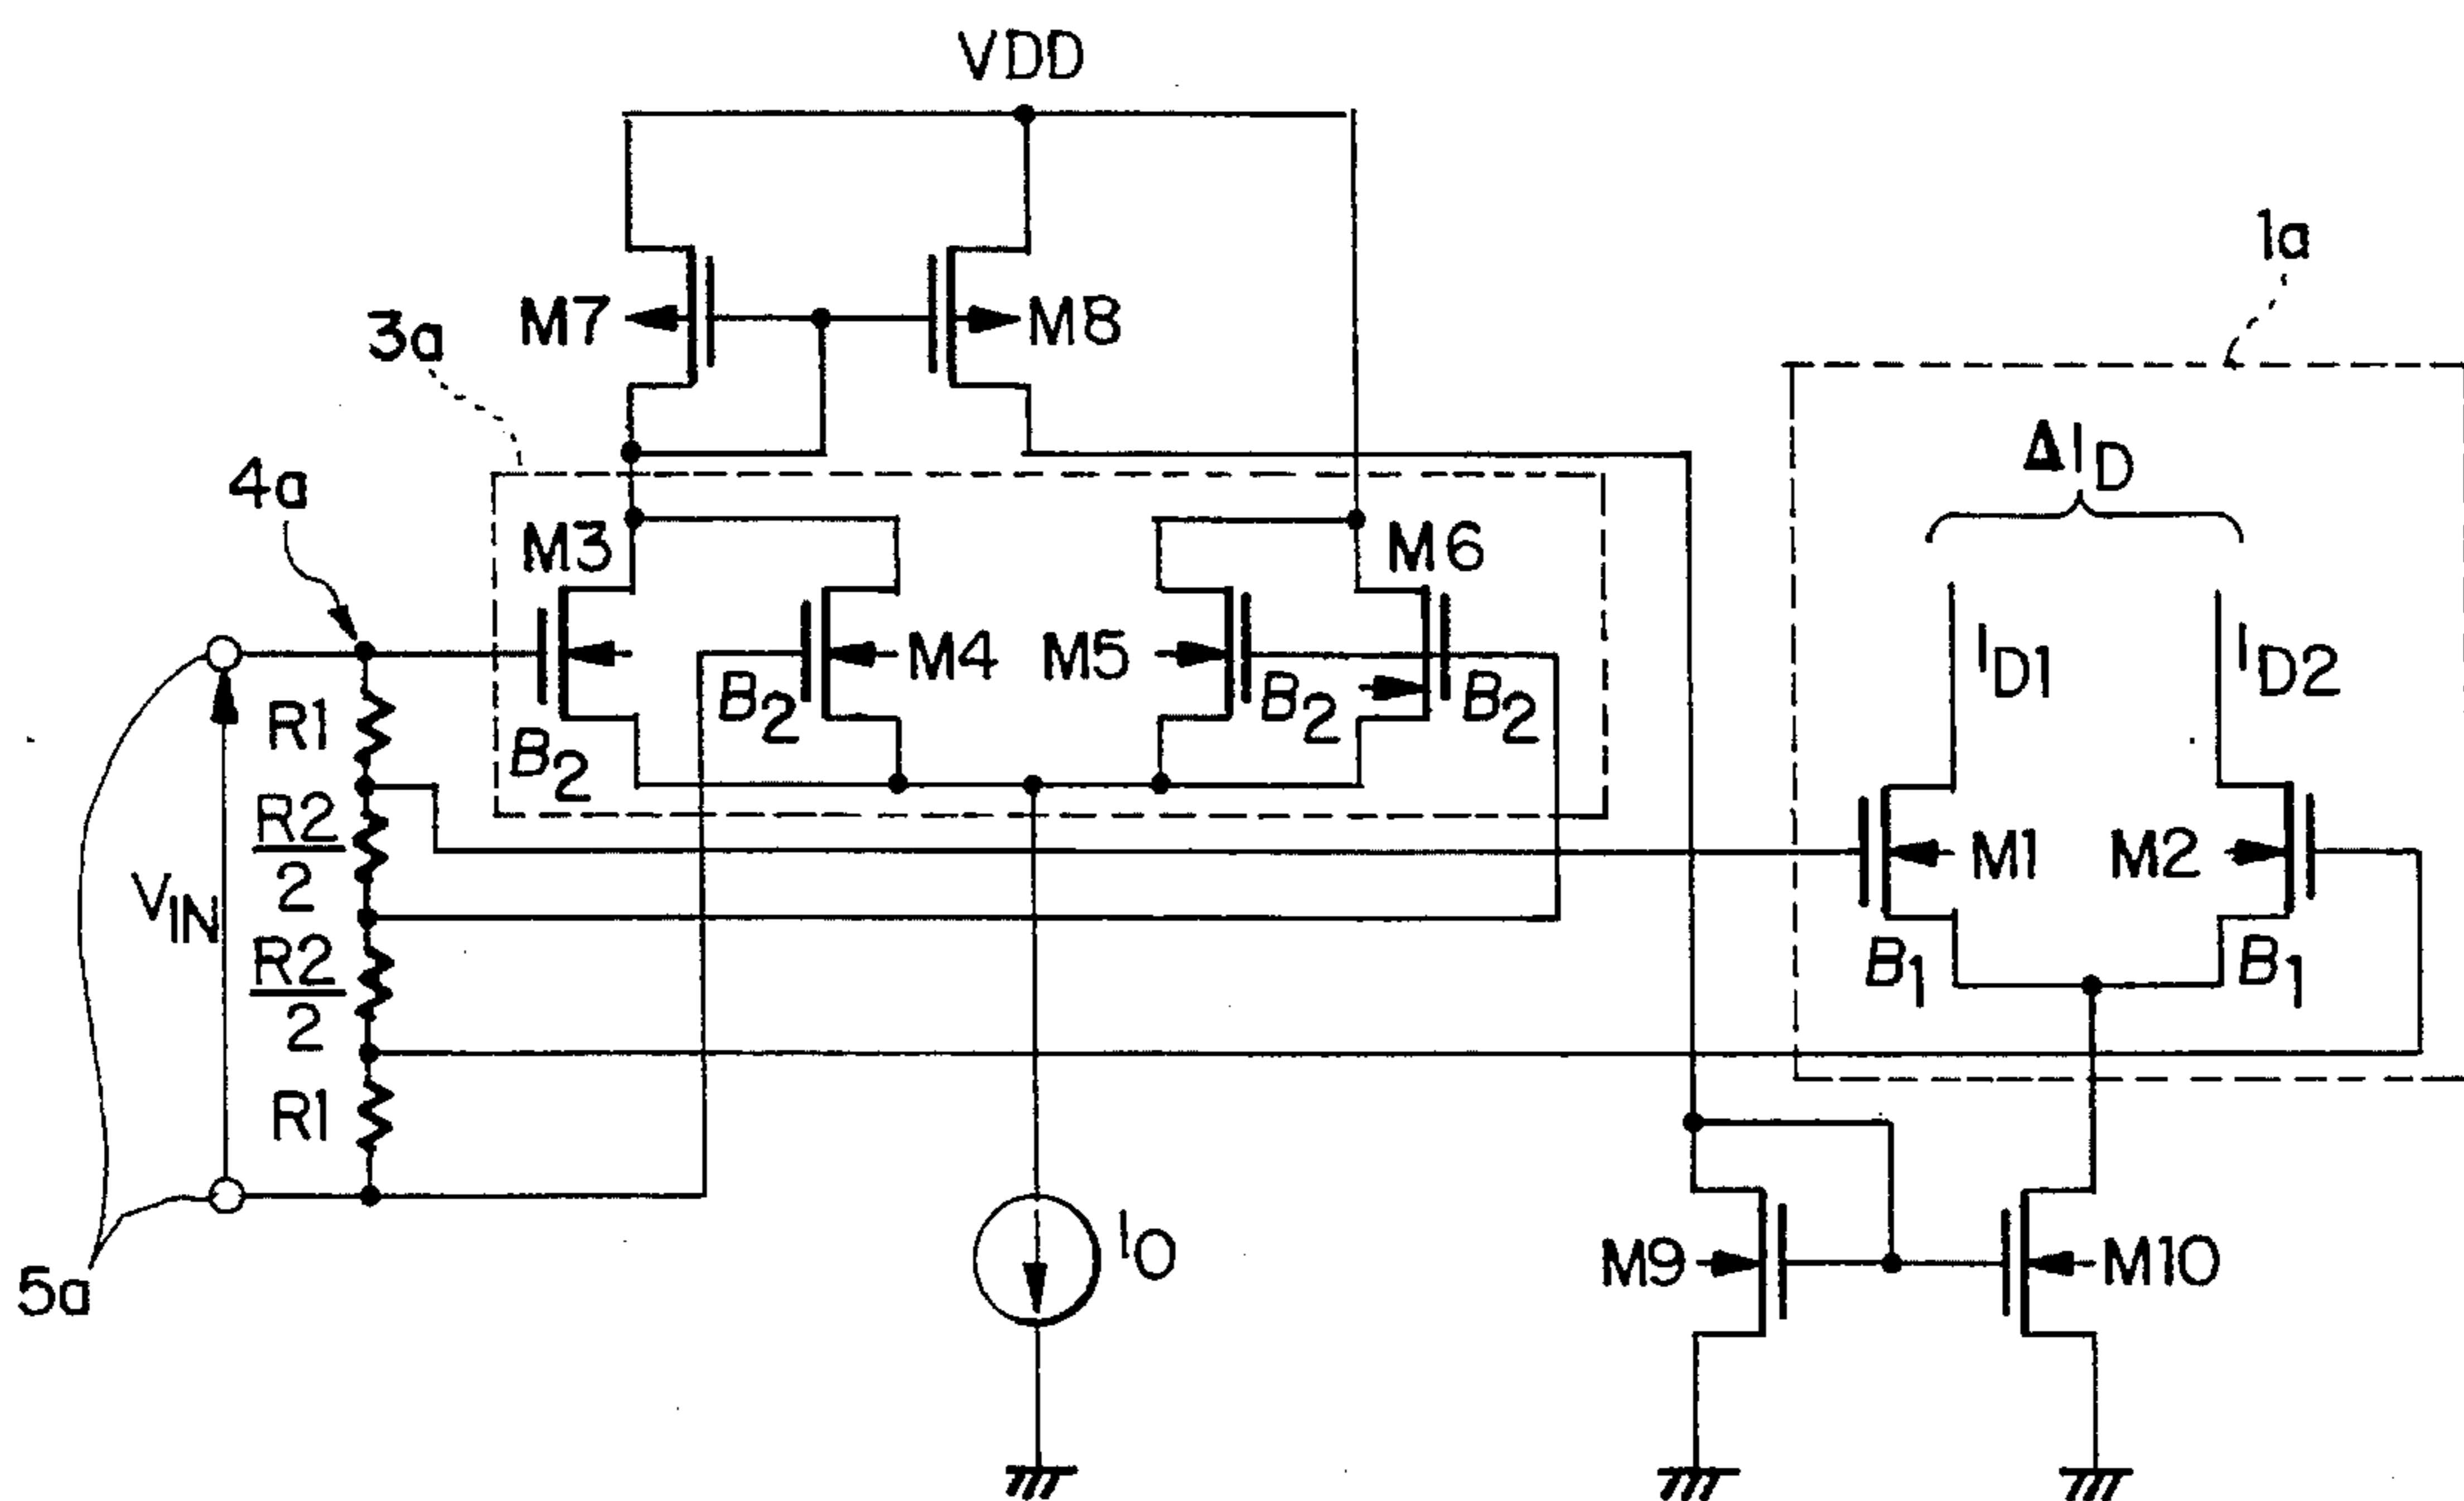 VDD
1a
M7
M8
3a
ΔID
4a
M3
M6
M4
M5
ID1
ID2
R1
B2
B2
B2
B2
R2/2
M1
M2
VIN
R2/2
B1
B1
R1
IO
M9
M10
5a